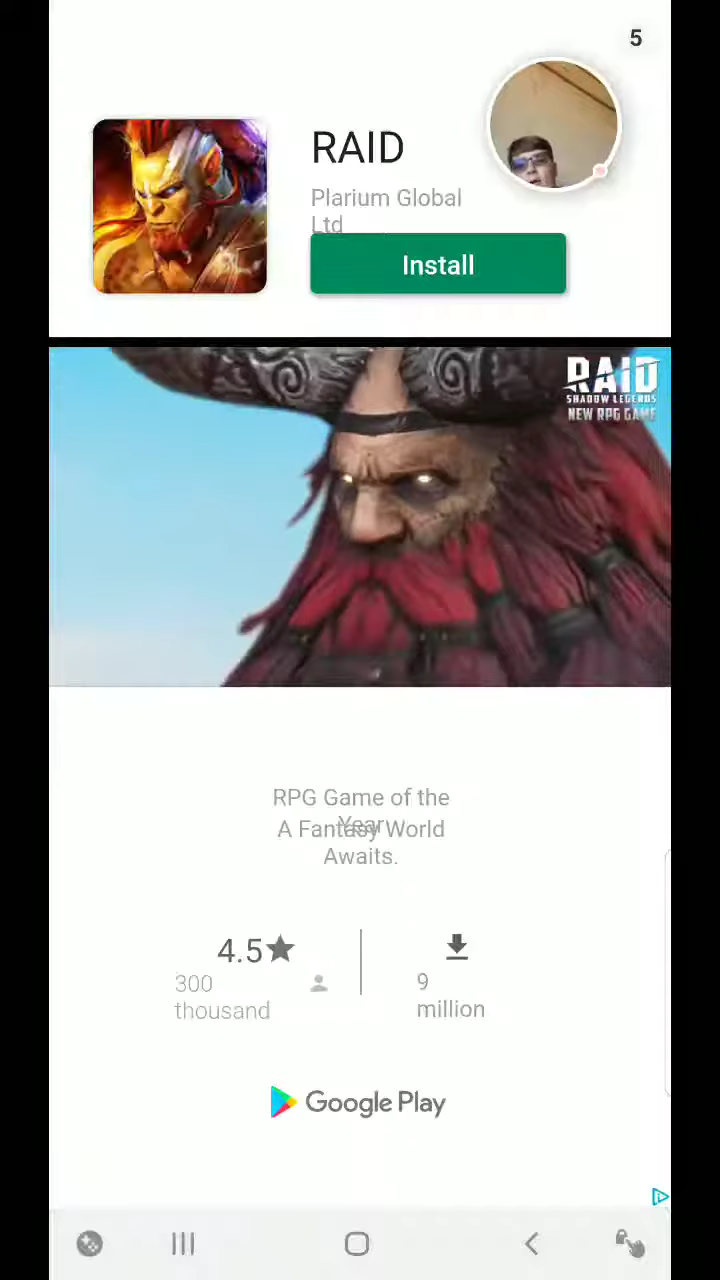 5
RAID
Plarium Global
Ltd
Install
RAID
SHADOW LEGENDS
NEW RPG GAME
RPG Game of the
Year
A Fantasy World
Awaits.
4.5
300
thousand
9
million
Google Play